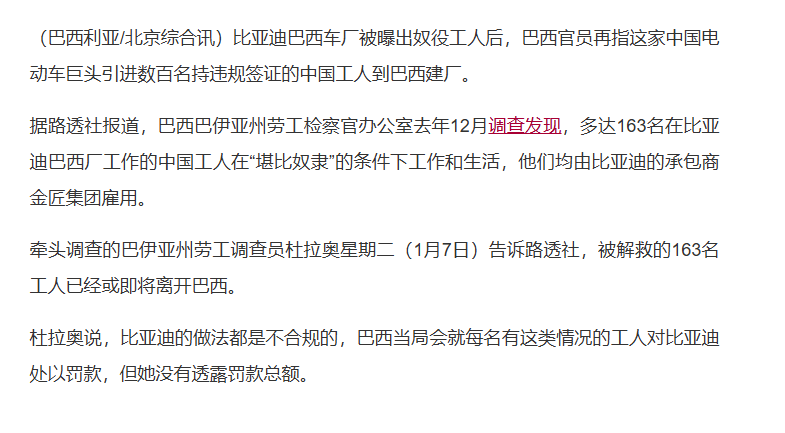 （巴西利亚/北京综合讯）比亚迪巴西车厂被曝出奴役工人后，巴西官员再指这家中国电
动车巨头引进数百名持违规签证的中国工人到巴西建厂。
据路透社报道，巴西巴伊亚州劳工检察官办公室去年12月调查发现，多达163名在比亚
迪巴西厂工作的中国工人在“堪比奴隶”的条件下工作和生活，他们均由比亚迪的承包商
金匠集团雇用。
牵头调查的巴伊亚州劳工调查员杜拉奥星期二（1月7日）告诉路透社，被解救的163名
工人已经或即将离开巴西。
杜拉奥说，比亚迪的做法都是不合规的，巴西当局会就每名有这类情况的工人对比亚迪
处以罚款，但她没有透露罚款总额。